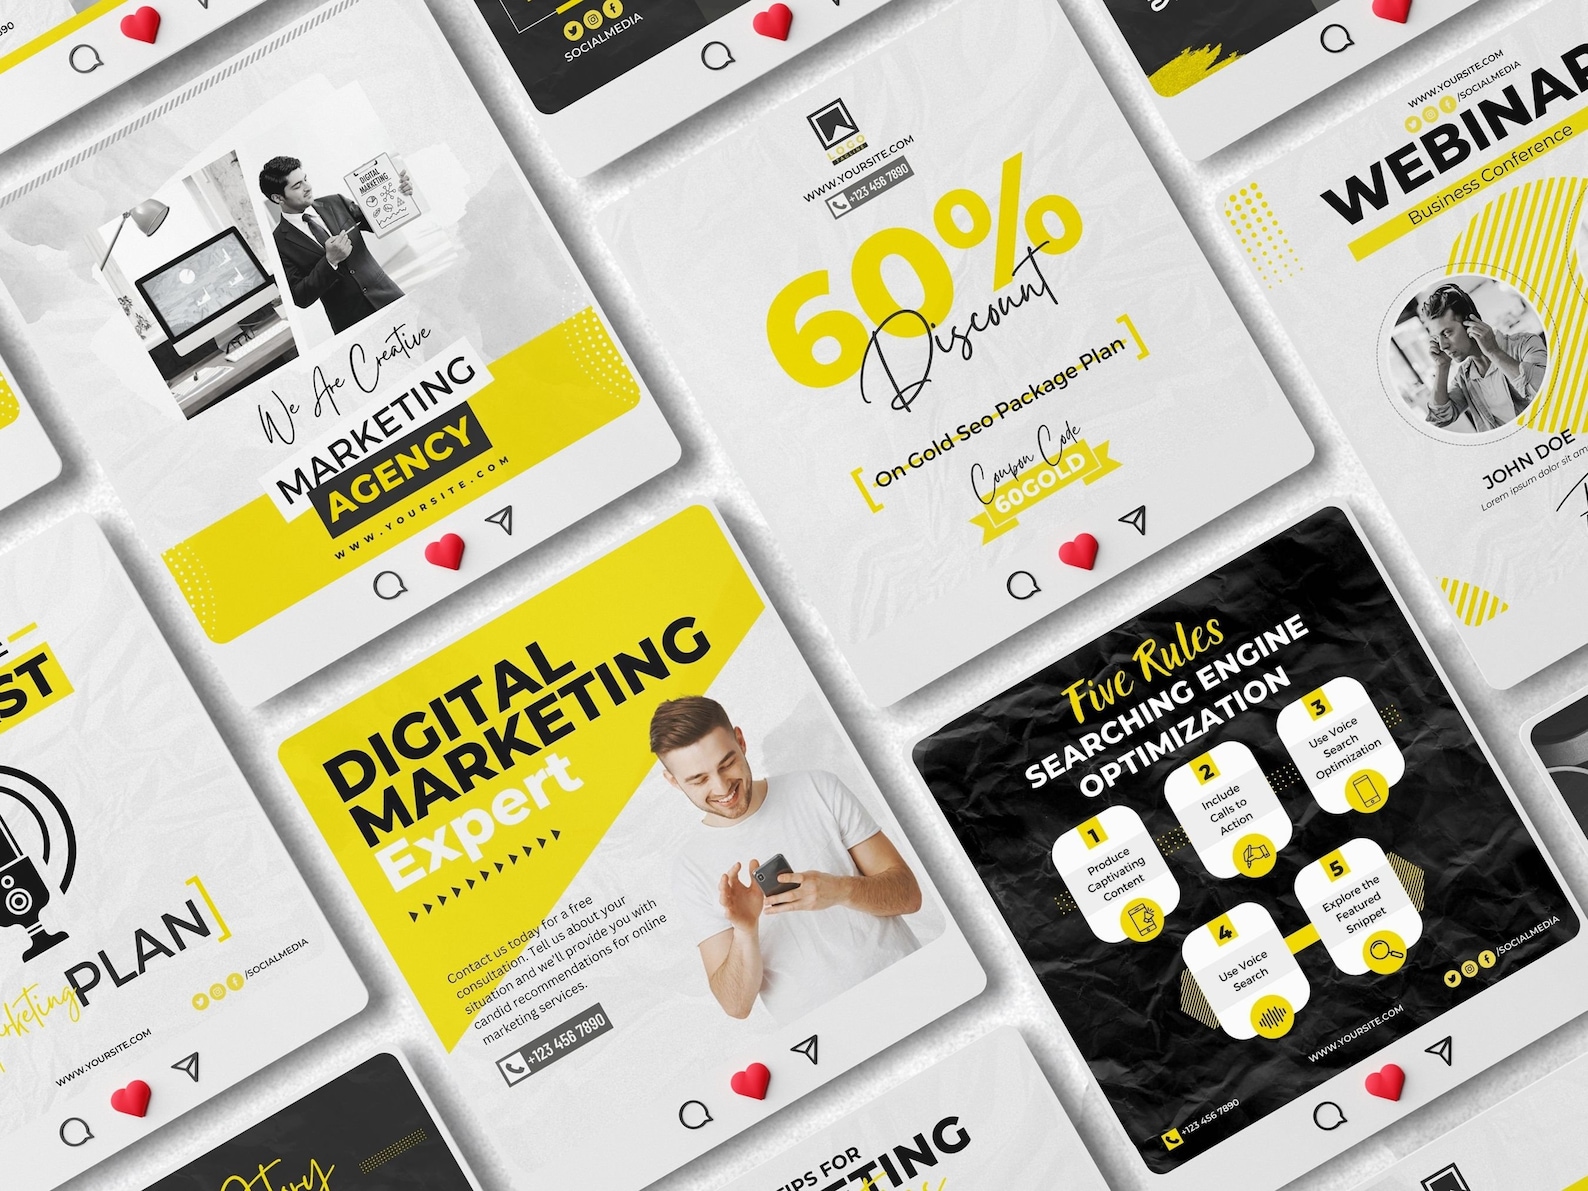 SOCIALMEDIA
DIGITAL
MARKETING
We Are Creative
MARKETING
AGENCY
WWW.YOURSITE.COM
LOGO
TAGLINE
WWW.YOURSITE.COM
+123 456 7890
60%
Discount
[On Gold Seo Package Plan]
Coupon Code
60GOLD
WWW.YOURSITE.COM
/SOCIALMEDIA
WEBINAR
Business Conference
JOHN DOE
Lorem ipsum dolor sit am
PLAN]
/SOCIALMEDIA
WWW.YOURSITE.COM
DIGITAL
MARKETING
Expert
Contact us today for a free
consultation. Tell us about your
situation and we'll provide you with
candid recommendations for online
marketing services.
+123 456 7890
Five Rules
SEARCHING ENGINE
OPTIMIZATION
1
Produce
Captivating
Content
2
Include
Calls to
Action
3
Use Voice
Search
Optimization
4
Use Voice
Search
5
Explore the
Featured
Snippet
/SOCIALMEDIA
WWW.YOURSITE.COM
+123 456 7890
TIPS FOR